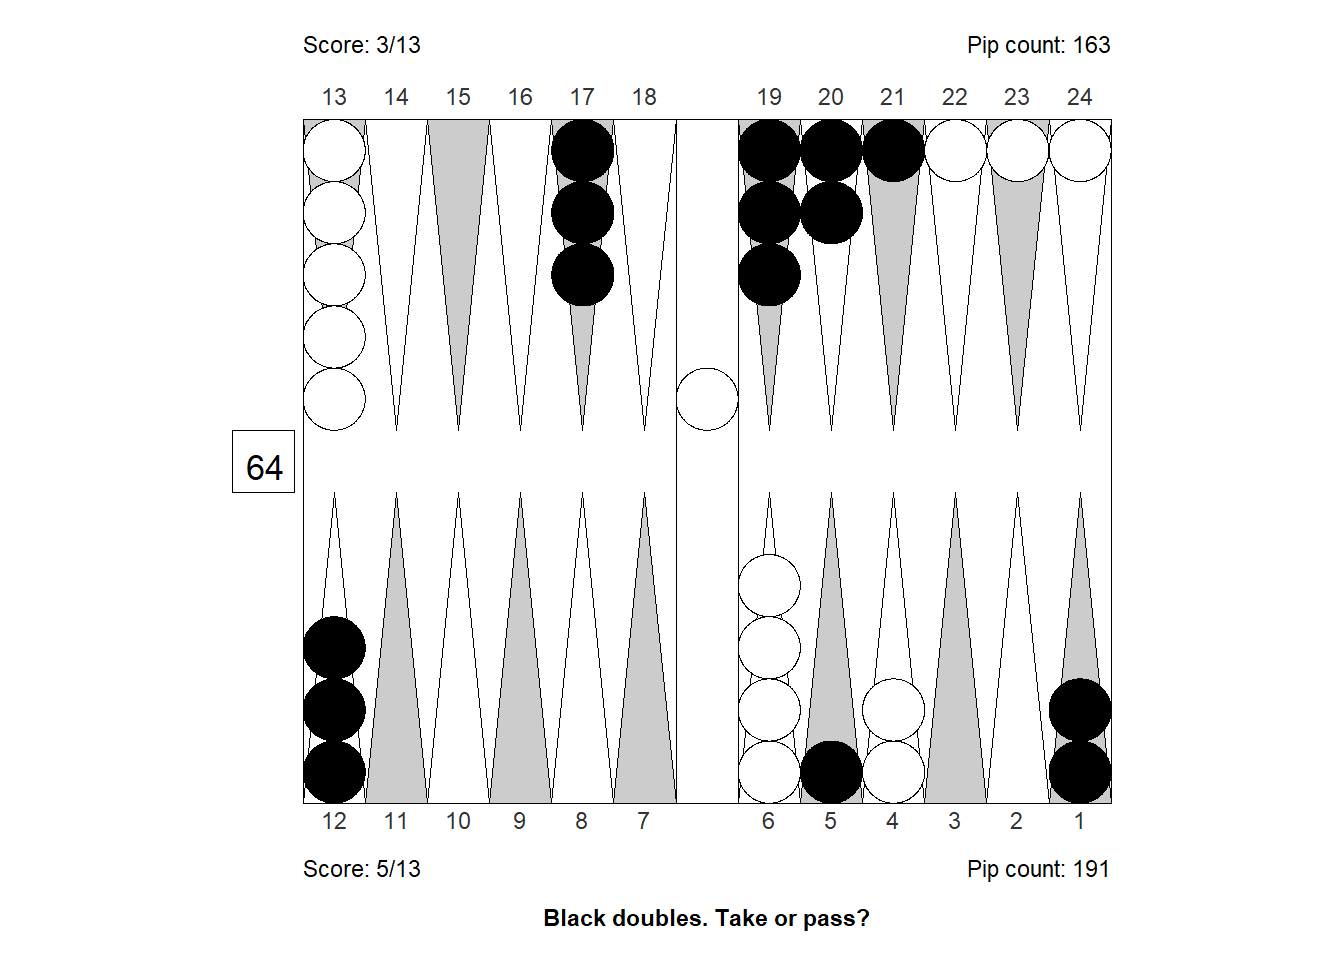 Score: 3/13 Pip count: 163
13 14 15 16 17 18 19 20 21 22 23 24
64
12 11 10 9 8 7 6 5 4 3 2 1
Score: 5/13 Pip count: 191
Black doubles. Take or pass?